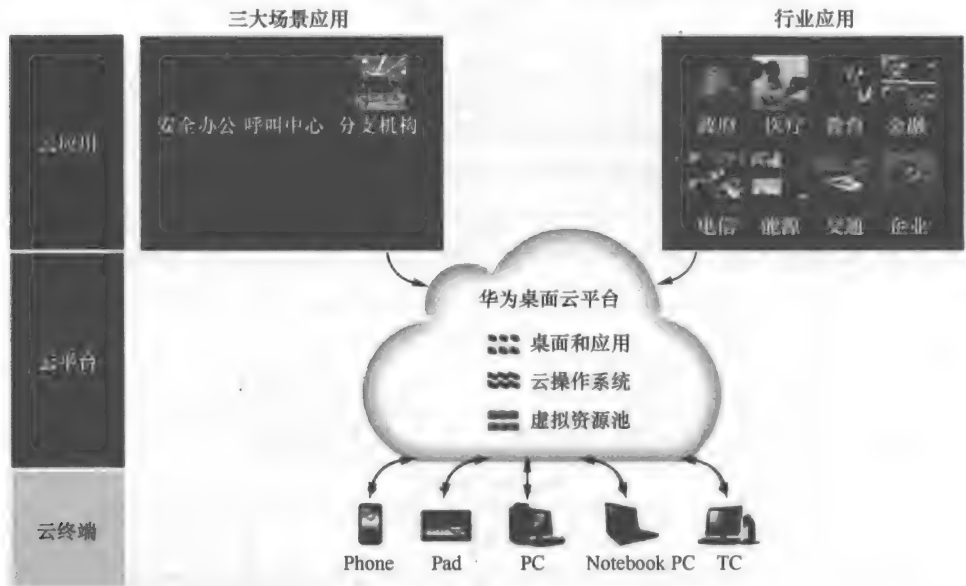 三大场景应用
行业应用
云应用
安全办公 呼叫中心 分支机构
政府 医疗 教育 金融
电信 能源 交通 企业
云平台
华为桌面云平台
桌面和应用
云操作系统
虚拟资源池
云终端
Phone Pad PC Notebook PC TC